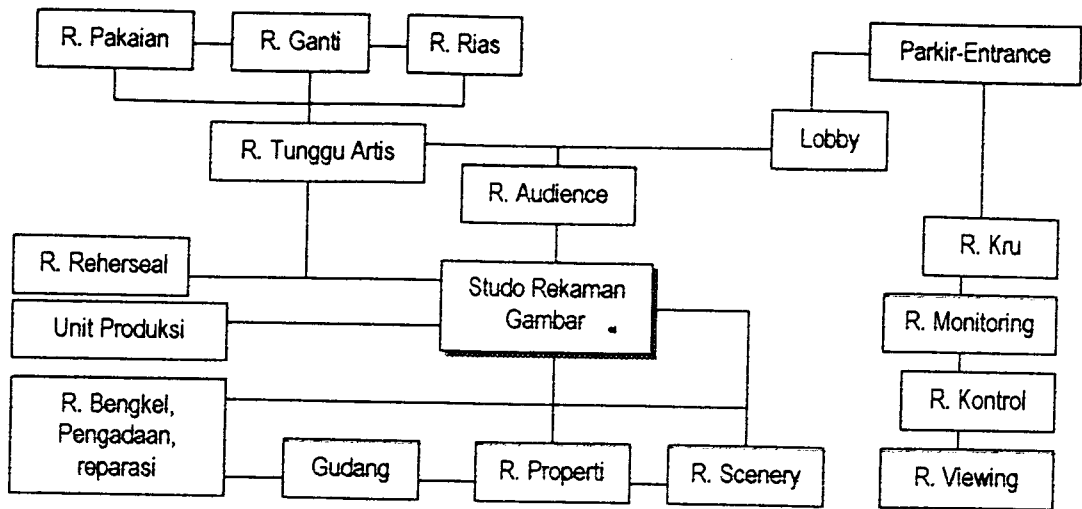 R. Pakaian
R. Ganti
R. Rias
Parkir-Entrance
R. Tunggu Artis
Lobby
R. Audience
R. Reherseal
Studo Rekaman
Gambar
R. Kru
Unit Produksi
R. Monitoring
R. Bengkel,
Pengadaan,
reparasi
R. Kontrol
Gudang
R. Properti
R. Scenery
R. Viewing